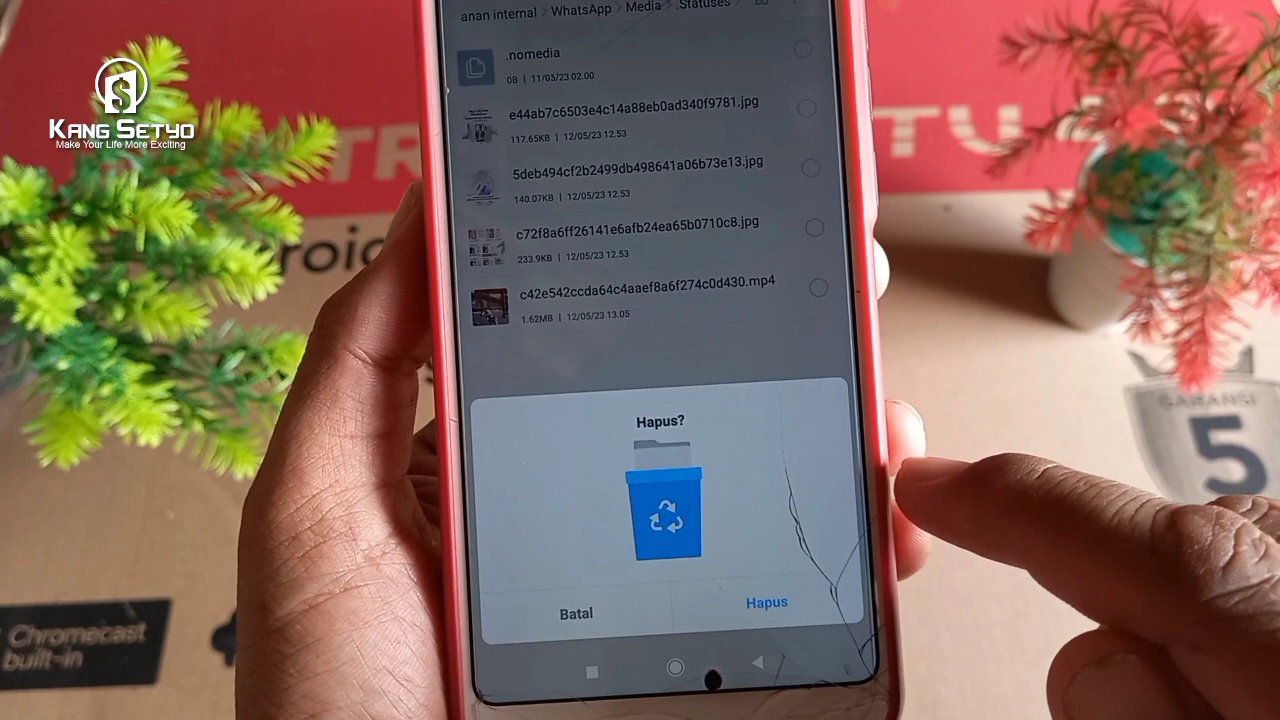 anan internal > WhatsApp > Media > .Statuses >
.nomedia
0B | 11/05/23 02.00
e44ab7c6503e4c14a88eb0ad340f9781.jpg
117.65KB | 12/05/23 12.53
5deb494cf2b2499db498641a06b73e13.jpg
140.07KB | 12/05/23 12.53
c72f8a6ff26141e6afb24ea65b0710c8.jpg
233.9KB | 12/05/23 12.53
c42e542ccda64c4aaef8a6f274c0d430.mp4
1.62MB | 12/05/23 13.05
Hapus?
Batal
Hapus
KANG SETYO
Make Your Life More Exciting
TR
TU
roid
GARANSI
5
Chromecast
built-in